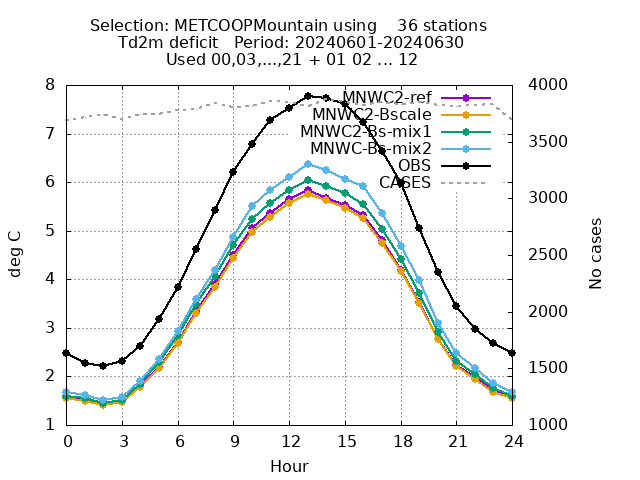 Selection: METCOOPMountain using    36 stations
Td2m deficit   Period: 20240601-20240630
Used 00,03,...,21 + 01 02 ... 12
8
7
6
5
4
3
2
1
4000
3500
3000
2500
2000
1500
1000
MNWC2-ref
MNWC2-Bscale
MNWC2-Bs-mix1
MNWC-Bs-mix2
OBS
CASES
deg C
No cases
0 3 6 9 12 15 18 21 24
Hour